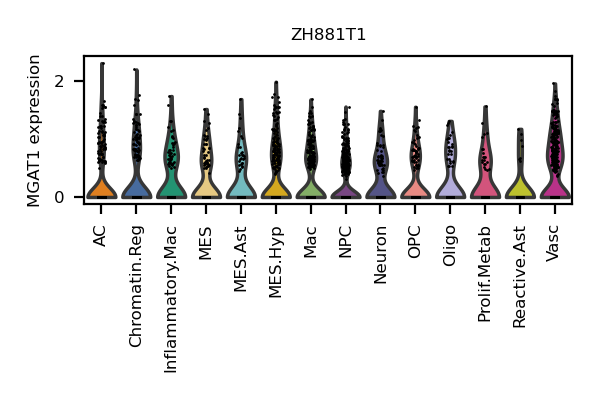 ZH881T1
MGAT1 expression
2
0
AC
Chromatin.Reg
Inflammatory.Mac
MES
MES.Ast
MES.Hyp
Mac
NPC
Neuron
OPC
Oligo
Prolif.Metab
Reactive.Ast
Vasc